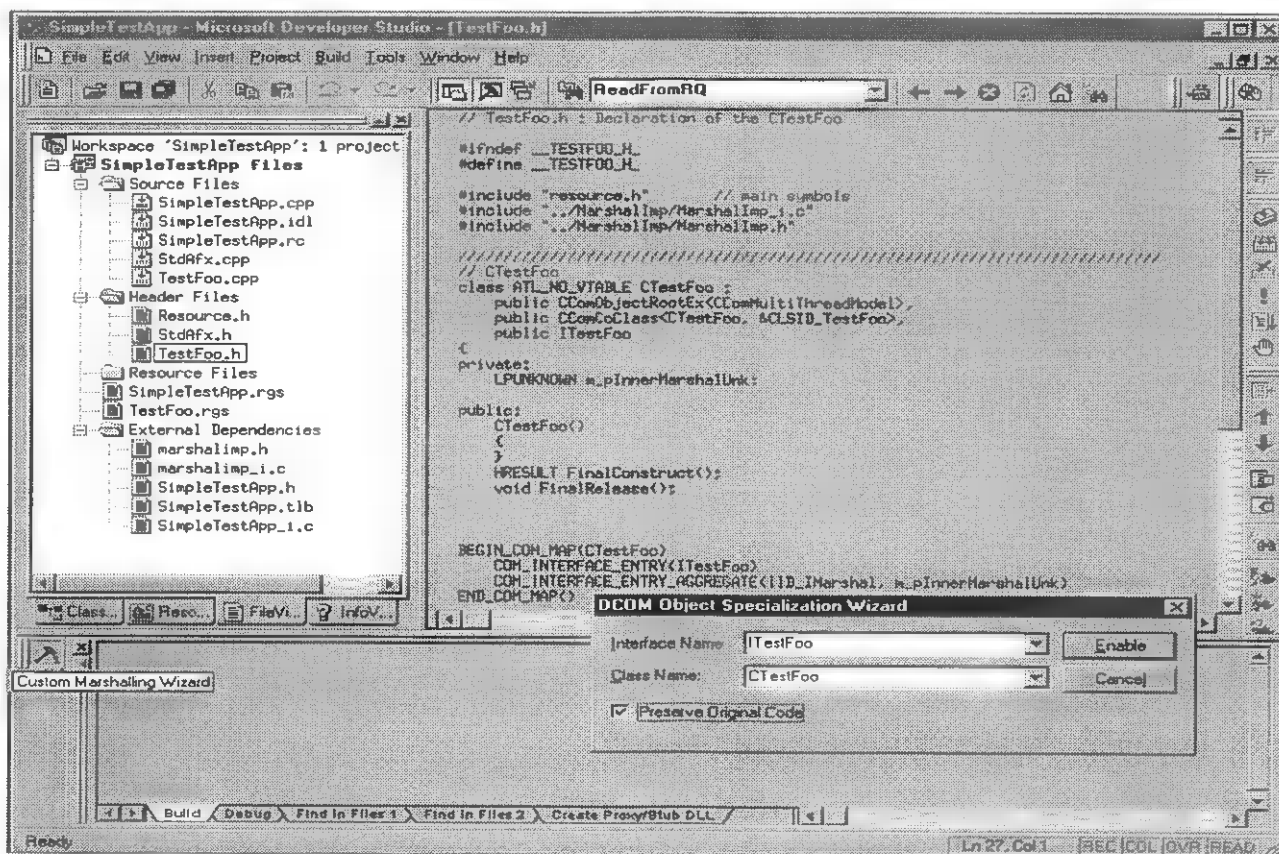 SimpleTestApp - Microsoft Developer Studio - [TestFoo.h]
File Edit View Insert Project Build Tools Window Help
ReadFromRQ
Workspace 'SimpleTestApp': 1 project
SimpleTestApp files
Source Files
SimpleTestApp.cpp
SimpleTestApp.idl
SimpleTestApp.rc
StdAfx.cpp
TestFoo.cpp
Header Files
Resource.h
StdAfx.h
TestFoo.h
Resource Files
SimpleTestApp.rgs
TestFoo.rgs
External Dependencies
marshalimp.h
marshalimp_i.c
SimpleTestApp.h
SimpleTestApp.tlb
SimpleTestApp_i.c
Class... Reso... FileVi... InfoV...
// TestFoo.h : Declaration of the CTestFoo
#ifndef __TESTFOO_H_
#define __TESTFOO_H_
#include "resource.h" // main symbols
#include "../MarshalImp/MarshalImp_i.c"
#include "../MarshalImp/MarshalImp.h"
/////////////////////////////////////////////////////////////////////////////
// CTestFoo
class ATL_NO_VTABLE CTestFoo :
public CComObjectRootEx<CComMultiThreadModel>,
public CComCoClass<CTestFoo, &CLSID_TestFoo>,
public ITestFoo
{
private:
LPUNKNOWN m_pInnerMarshalUnk;
public:
CTestFoo()
{
}
HRESULT FinalConstruct();
void FinalRelease();
BEGIN_COM_MAP(CTestFoo)
COM_INTERFACE_ENTRY(ITestFoo)
COM_INTERFACE_ENTRY_AGGREGATE(IID_IMarshal, m_pInnerMarshalUnk)
END_COM_MAP()
DCOM Object Specialization Wizard
Interface Name ITestFoo Enable
Class Name: CTestFoo Cancel
Preserve Original Code
Custom Marshalling Wizard
Build Debug Find in Files 1 Find in Files 2 Create Proxy/Stub DLL
Ready Ln 27, Col 1 REC COL OVR READ